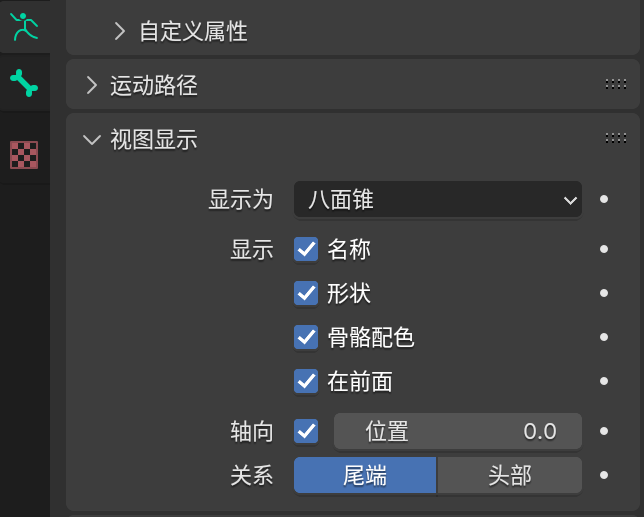 自定义属性
运动路径
视图显示
显示为 八面锥
显示 名称
形状
骨骼配色
在前面
轴向 位置 0.0
关系 尾端 头部